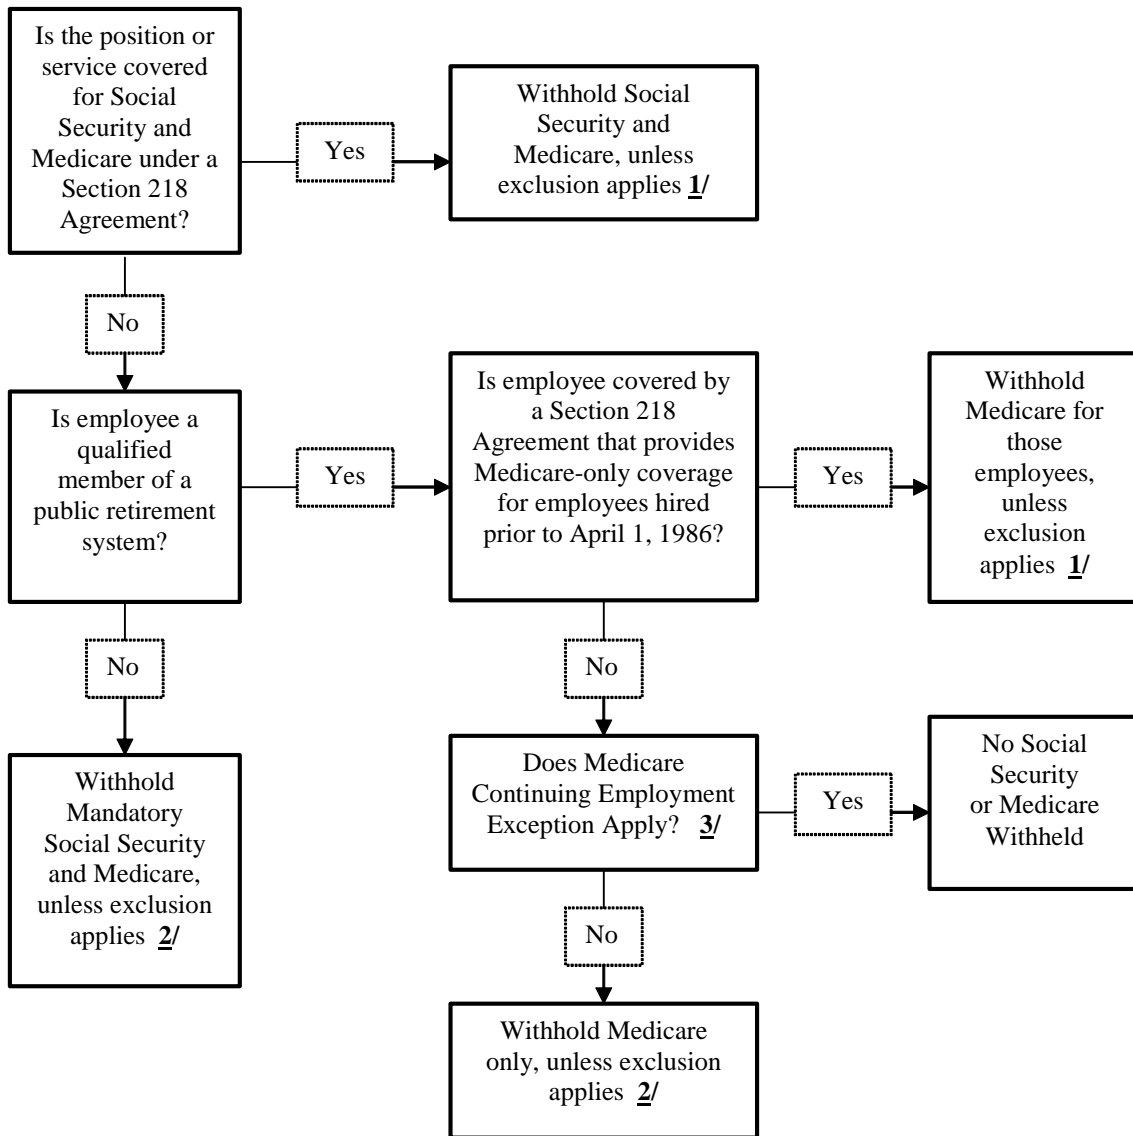 Is the position or
service covered
for Social
Security and
Medicare under a
Section 218
Agreement?
Yes
Withhold Social
Security and
Medicare, unless
exclusion applies 1/
No
Is employee a
qualified
member of a
public retirement
system?
Yes
Is employee covered by
a Section 218
Agreement that provides
Medicare-only coverage
for employees hired
prior to April 1, 1986?
Yes
Withhold
Medicare for
those
employees,
unless
exclusion
applies 1/
No
Withhold
Mandatory
Social Security
and Medicare,
unless exclusion
applies 2/
No
Does Medicare
Continuing Employment
Exception Apply? 3/
Yes
No Social
Security
or Medicare
Withheld
No
Withhold Medicare
only, unless exclusion
applies 2/